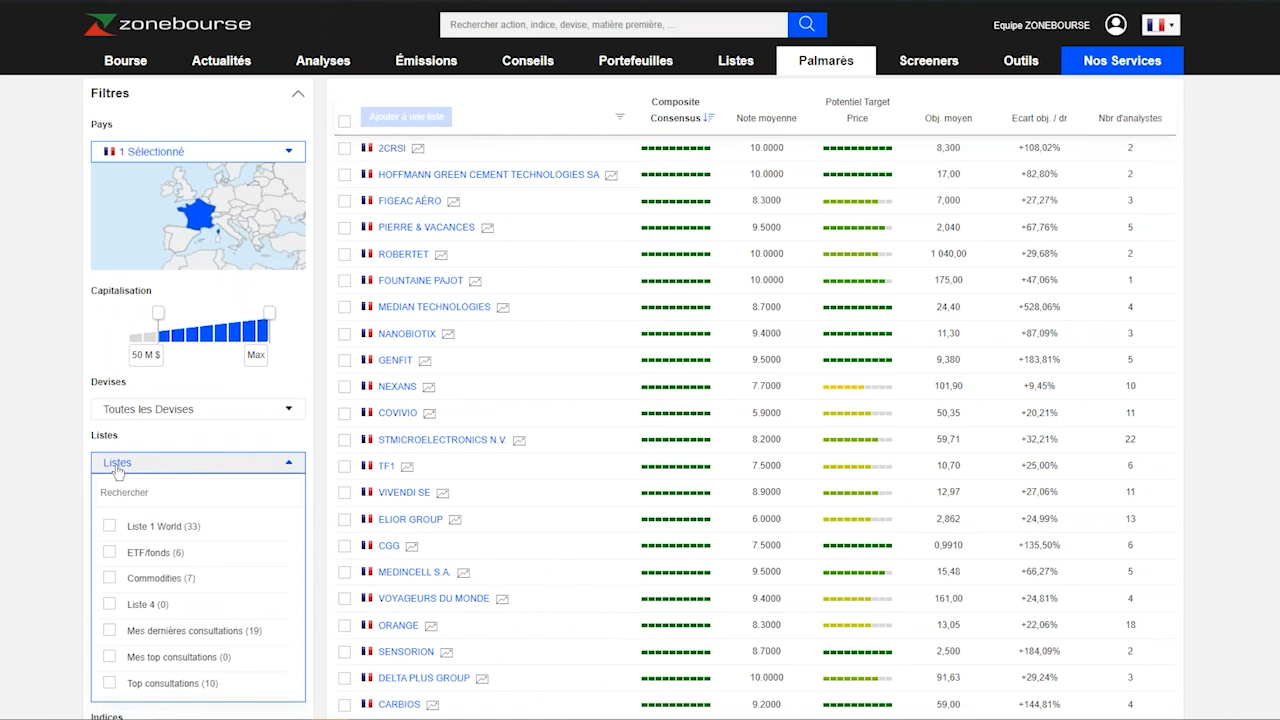 zonebourse
Rechercher action, indice, devise, matière première, ...
Equipe ZONEBOURSE
Bourse Actualités Analyses Émissions Conseils Portefeuilles Listes Palmarès Screeners Outils Nos Services
Filtres
Pays
1 Sélectionné
Capitalisation
50 M $ Max
Devises
Toutes les Devises
Listes
Listes
Rechercher
Liste 1 World (33)
ETF/fonds (6)
Commodities (7)
Liste 4 (0)
Mes dernières consultations (19)
Mes top consultations (0)
Top consultations (10)
Indices
Ajouter à une liste
Composite Consensus Note moyenne Potentiel Target Price Obj. moyen Ecart obj. / dr Nbr d'analystes
2CRSI 10.0000 8,300 +108,02% 2
HOFFMANN GREEN CEMENT TECHNOLOGIES SA 10.0000 17,00 +82,80% 2
FIGEAC AÉRO 8.3000 7,000 +27,27% 3
PIERRE & VACANCES 9.5000 2,040 +67,76% 5
ROBERTET 10.0000 1 040,00 +29,68% 2
FOUNTAINE PAJOT 10.0000 175,00 +47,06% 1
MEDIAN TECHNOLOGIES 8.7000 24,40 +528,06% 4
NANOBIOTIX 9.4000 11,30 +87,09% 3
GENFIT 9.5000 9,380 +183,81% 5
NEXANS 7.7000 101,90 +9,45% 10
COVIVIO 5.9000 50,35 +20,21% 11
STMICROELECTRONICS N.V. 8.2000 59,71 +32,21% 22
TF1 7.5000 10,70 +25,00% 6
VIVENDI SE 8.9000 12,97 +27,06% 11
ELIOR GROUP 6.0000 2,862 +24,99% 13
CGG 7.5000 0,9910 +135,50% 6
MEDINCELL S.A. 9.5000 15,48 +66,27% 5
VOYAGEURS DU MONDE 9.4000 161,00 +24,81% 4
ORANGE 8.3000 13,05 +22,06% 18
SENSORION 8.7000 2,500 +184,09% 2
DELTA PLUS GROUP 10.0000 91,63 +29,24% 3
CARBIOS 9.2000 59,00 +144,81% 4